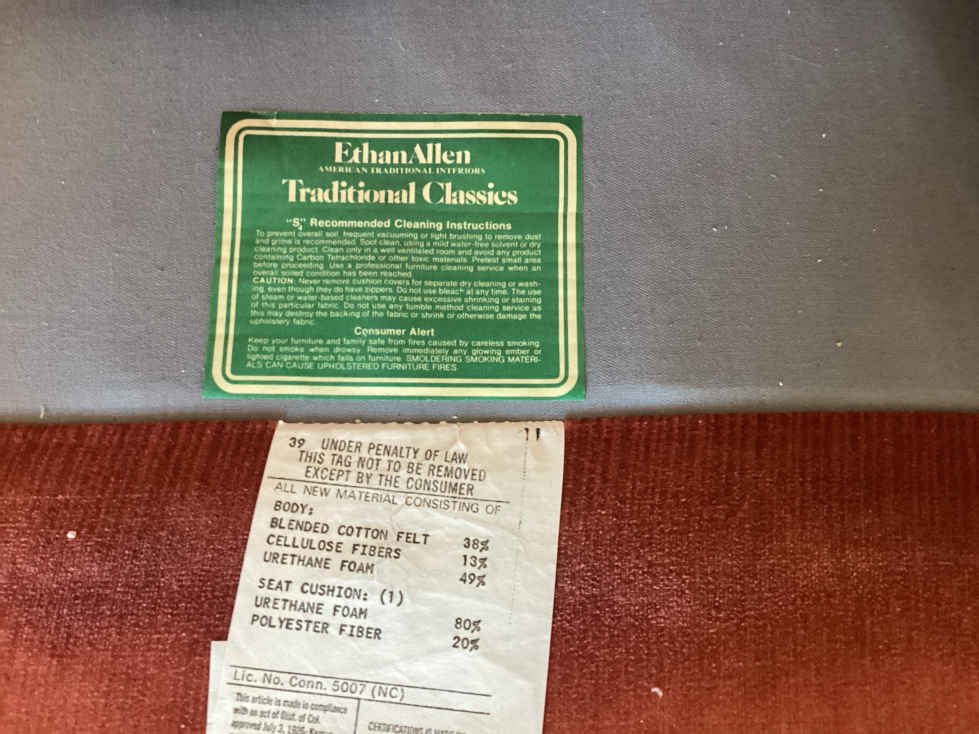 EthanAllen
AMERICAN TRADITIONAL INTERIORS
Traditional Classics
"S" Recommended Cleaning Instructions
To prevent overall soil, frequent vacuuming or light brushing to remove dust
and grime is recommended. Spot clean, using a mild water-free solvent or dry
cleaning product. Clean only in a well ventilated room and avoid any product
containing Carbon Tetrachloride or other toxic materials. Pretest small area
before proceeding. Use a professional furniture cleaning service when an
overall soiled condition has been reached.
CAUTION: Never remove cushion covers for separate dry cleaning or wash-
ing, even though they do have zippers. Do not use bleach at any time. The use
of steam or water-based cleaners may cause excessive shrinking or staining
of this particular fabric. Do not use any tumble method cleaning service as
this may destroy the backing of the fabric or shrink or otherwise damage the
upholstery fabric.
Consumer Alert
Keep your furniture and family safe from fires caused by careless smoking.
Do not smoke when drowsy. Remove immediately any glowing ember or
lighted cigarette which falls on furniture. SMOLDERING SMOKING MATERI-
ALS CAN CAUSE UPHOLSTERED FURNITURE FIRES.
39 UNDER PENALTY OF LAW
THIS TAG NOT TO BE REMOVED
EXCEPT BY THE CONSUMER
ALL NEW MATERIAL CONSISTING OF
BODY:
BLENDED COTTON FELT 38%
CELLULOSE FIBERS 13%
URETHANE FOAM 49%
SEAT CUSHION: (1)
URETHANE FOAM 80%
POLYESTER FIBER 20%
Lic. No. Conn. 5007 (NC)
This article is made in compliance
with an act of Dist. of Col.
approved July 3, 1926; Kansas
CERTIFICATION IS MADE